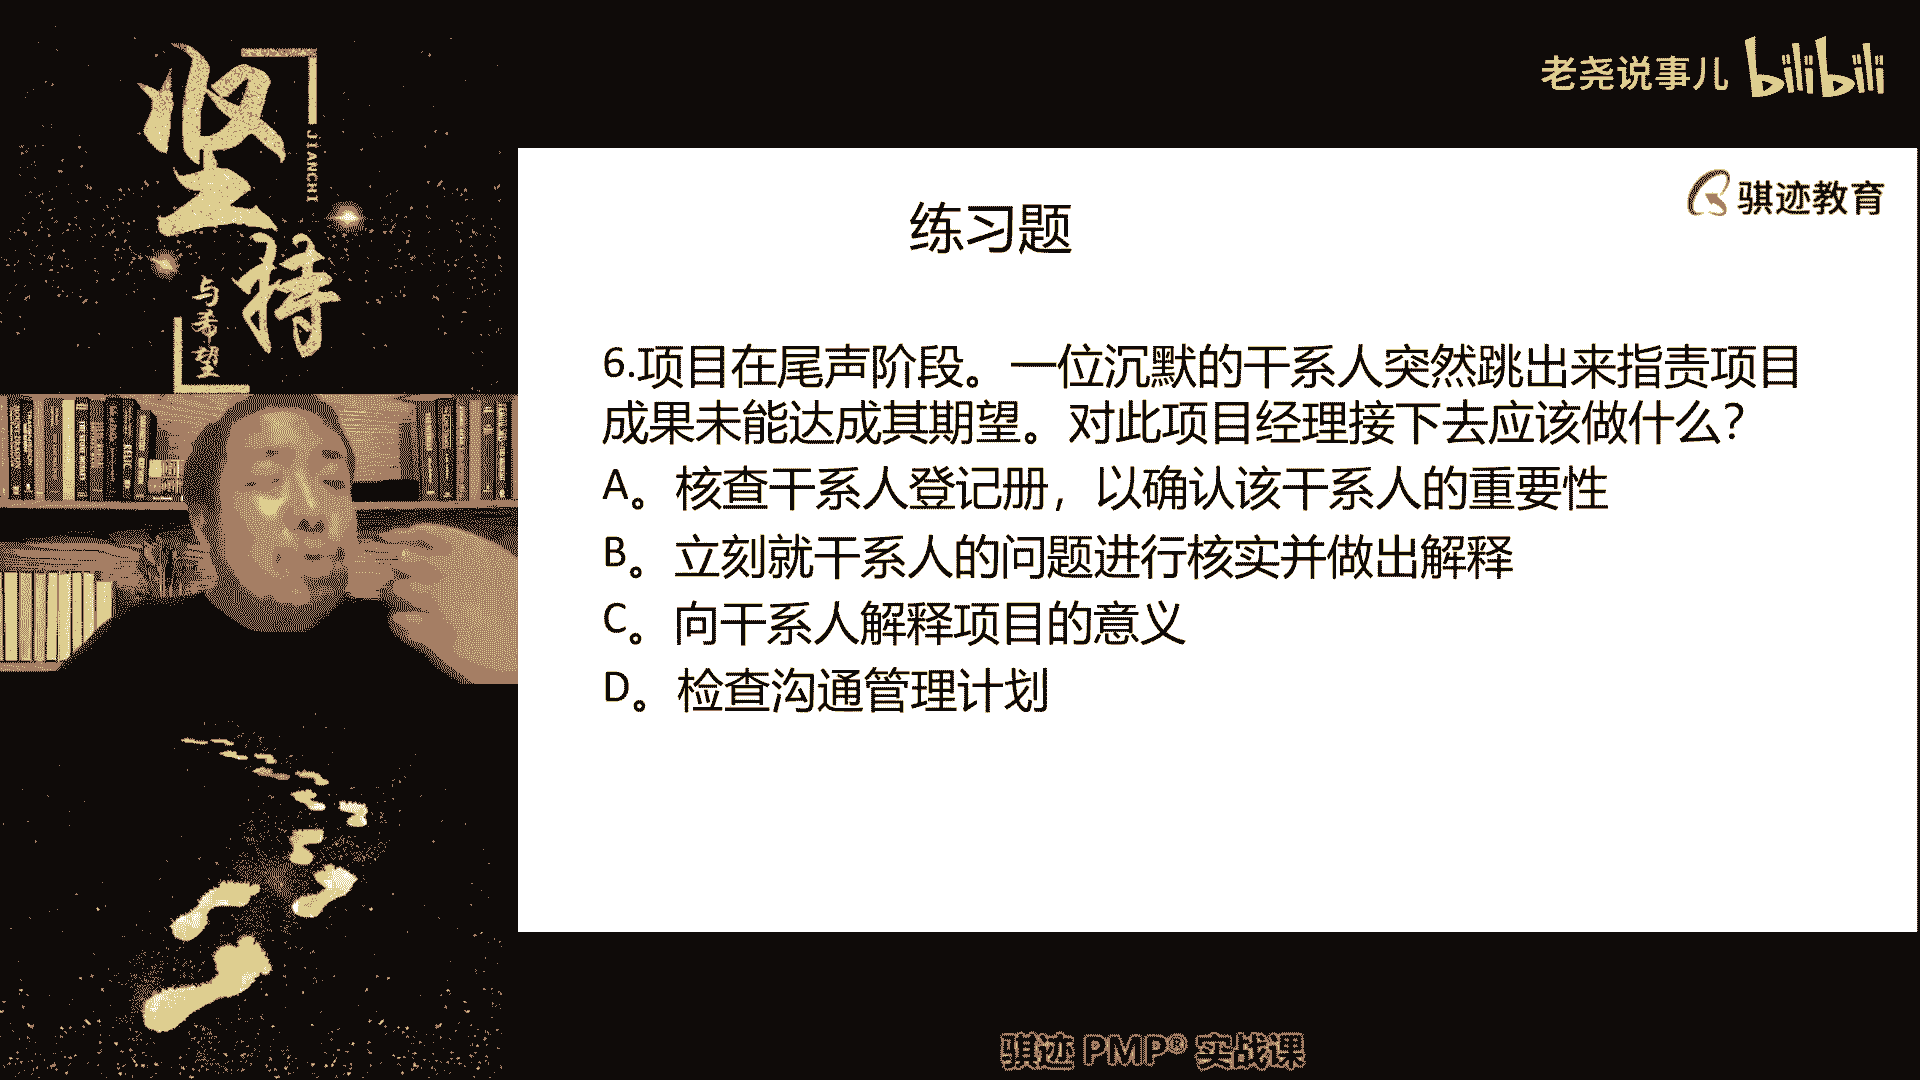 坚持
JIANCHI
与希望
老尧说事儿 bilibili
骐迹教育
练习题
6.项目在尾声阶段。一位沉默的干系人突然跳出来指责项目
成果未能达成其期望。对此项目经理接下去应该做什么?
A。核查干系人登记册，以确认该干系人的重要性
B。立刻就干系人的问题进行核实并做出解释
C。向干系人解释项目的意义
D。检查沟通管理计划
骐迹 PMP® 实战课